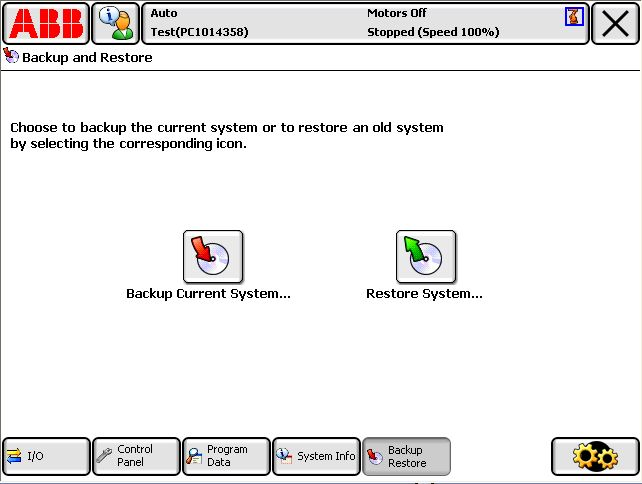 ABB
Auto
Motors Off
Test(PC1014358)
Stopped (Speed 100%)
Backup and Restore
Choose to backup the current system or to restore an old system
by selecting the corresponding icon.
Backup Current System...
Restore System...
I/O
Control
Panel
Program
Data
System Info
Backup
Restore